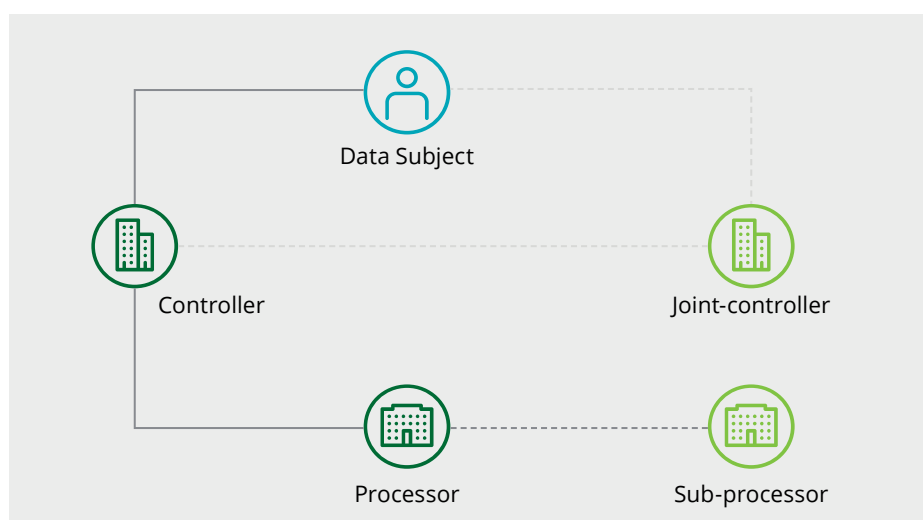 Data Subject
Controller
Joint-controller
Processor
Sub-processor